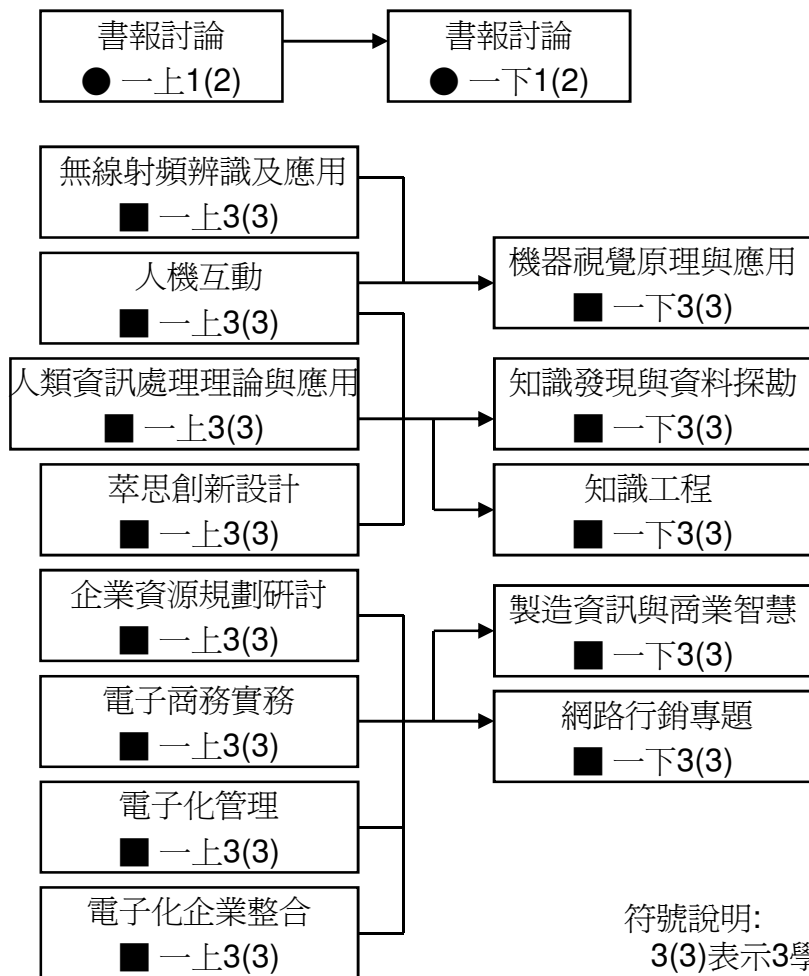 書報討論
● 一上1(2)
書報討論
● 一下1(2)
無線射頻辨識及應用
■ 一上3(3)
人機互動
■ 一上3(3)
人類資訊處理理論與應用
■ 一上3(3)
萃思創新設計
■ 一上3(3)
企業資源規劃研討
■ 一上3(3)
電子商務實務
■ 一上3(3)
電子化管理
■ 一上3(3)
電子化企業整合
■ 一上3(3)
機器視覺原理與應用
■ 一下3(3)
知識發現與資料探勘
■ 一下3(3)
知識工程
■ 一下3(3)
製造資訊與商業智慧
■ 一下3(3)
網路行銷專題
■ 一下3(3)
符號說明:
3(3)表示3學